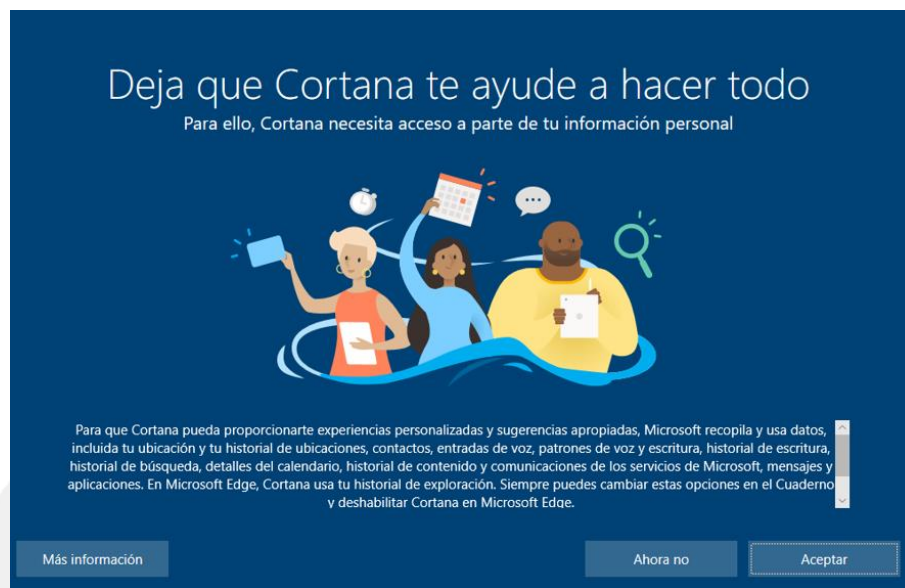 Deja que Cortana te ayude a hacer todo
Para ello, Cortana necesita acceso a parte de tu información personal
Para que Cortana pueda proporcionarte experiencias personalizadas y sugerencias apropiadas, Microsoft recopila y usa datos,
incluida tu ubicación y tu historial de ubicaciones, contactos, entradas de voz, patrones de voz y escritura, historial de escritura,
historial de búsqueda, detalles del calendario, historial de contenido y comunicaciones de los servicios de Microsoft, mensajes y
aplicaciones. En Microsoft Edge, Cortana usa tu historial de exploración. Siempre puedes cambiar estas opciones en el Cuaderno
y deshabilitar Cortana en Microsoft Edge.
Más información
Ahora no
Aceptar